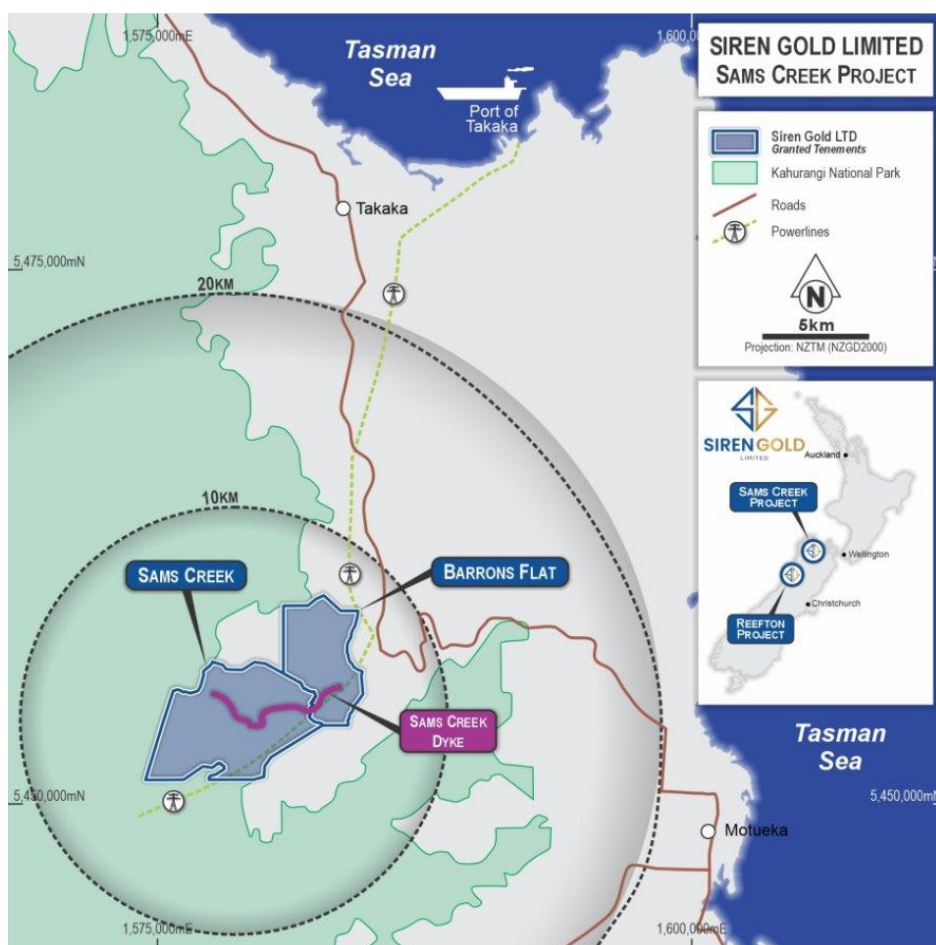 1,575,000mE
1,600,0
Tasman
Sea
Port of
Takaka
SIREN GOLD LIMITED
SAMS CREEK PROJECT
Siren Gold LTD
Granted Tenements
Kahurangi National Park
Roads
Powerlines
N
5km
Projection: NZTM (NZGD2000)
Takaka
5,475,000mN
20KM
SIREN GOLD
LIMITED
Auckland
SAMS CREEK
PROJECT
Wellington
Christchurch
REEFTON
PROJECT
10KM
SAMS CREEK
BARRONS FLAT
SAMS CREEK
DYKE
Tasman
Sea
5,450,000mN
5,450,000mN
Motueka
1,575,000mE
1,600,000mE